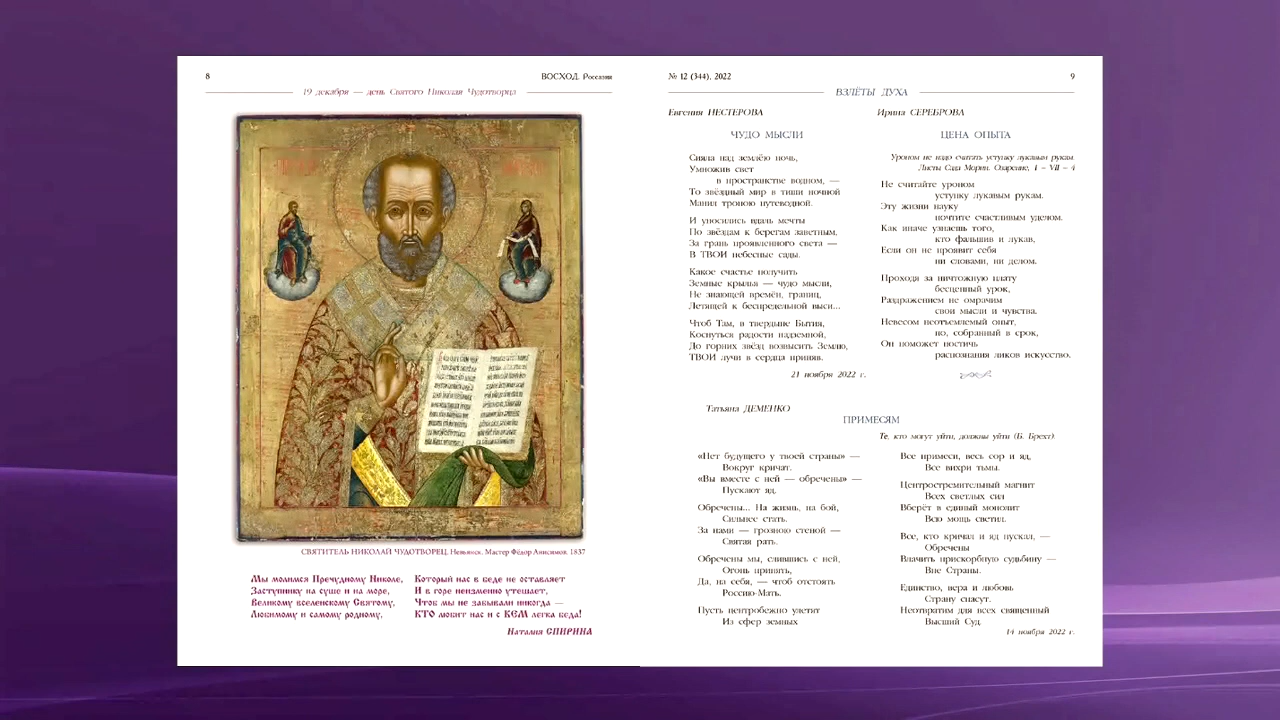 8
ВОСХОД. Россазия
19 декабря — день Святого Николая Чудотворца
СВЯТИТЕЛЬ НИКОЛАЙ ЧУДОТВОРЕЦ. Невьянск. Мастер Фёдор Анисимов. 1837
Мы молимся Пречудному Николе,
Заступнику на суше и на море,
Великому вселенскому Святому,
Любимому и самому родному,
Который нас в беде не оставляет
И в горе неизменно утешает,
Чтоб мы не забывали никогда —
КТО любит нас и с КЕМ легка беда!
Наталия СПИРИНА
№ 12 (344), 2022
9
ВЗЛЁТЫ ДУХА
Евгения НЕСТЕРОВА
ЧУДО МЫСЛИ
Сияла над землёю ночь,
Умножив свет
в пространстве водном, —
То звёздный мир в тиши ночной
Манил тропою путеводной.
И уносились вдаль мечты
По звёздам к берегам заветным,
За грань проявленного света —
В ТВОИ небесные сады.
Какое счастье получить
Земные крылья — чудо мысли,
Не знающей времён, границ,
Летящей к беспредельной выси...
Чтоб Там, в твердыне Бытия,
Коснуться радости надземной,
До горних звёзд возвысить Землю,
ТВОИ лучи в сердца приняв.
21 ноября 2022 г.
Ирина СЕРЕБРОВА
ЦЕНА ОПЫТА
Уроном не надо считать уступку лукавым рукам.
Листы Сада Мории. Озарение, 1 – VII – 4
Не считайте уроном
уступку лукавым рукам.
Эту жизни науку
почтите счастливым уделом.
Как иначе узнаешь того,
кто фальшив и лукав,
Если он не проявит себя
ни словами, ни делом.
Проходя за ничтожную плату
бесценный урок,
Раздражением не омрачим
свои мысли и чувства.
Невесом неотъемлемый опыт,
но, собранный в срок,
Он поможет постичь
распознания ликов искусство.
Татьяна ДЕМЕНКО
ПРИМЕСЯМ
Те, кто могут уйти, должны уйти (Б. Брехт).
«Нет будущего у твоей страны» —
Вокруг кричат.
«Вы вместе с ней — обречены» —
Пускают яд.
Обречены... На жизнь, на бой,
Сильнее стать.
За нами — грозною стеной —
Святая рать.
Обречены мы, слившись с ней,
Огонь принять,
Да, на себя, — чтоб отстоять
Россию-Мать.
Пусть центробежно улетят
Из сфер земных
Все примеси, весь сор и яд,
Все вихри тьмы.
Центростремительный магнит
Всех светлых сил
Вберёт в единый монолит
Всю мощь светил.
Все, кто кричал и яд пускал, —
Обречены
Влачить прискорбную судьбину —
Вне Страны.
Единство, вера и любовь
Страну спасут.
Неотвратим для всех священный
Высший Суд.
14 ноября 2022 г.